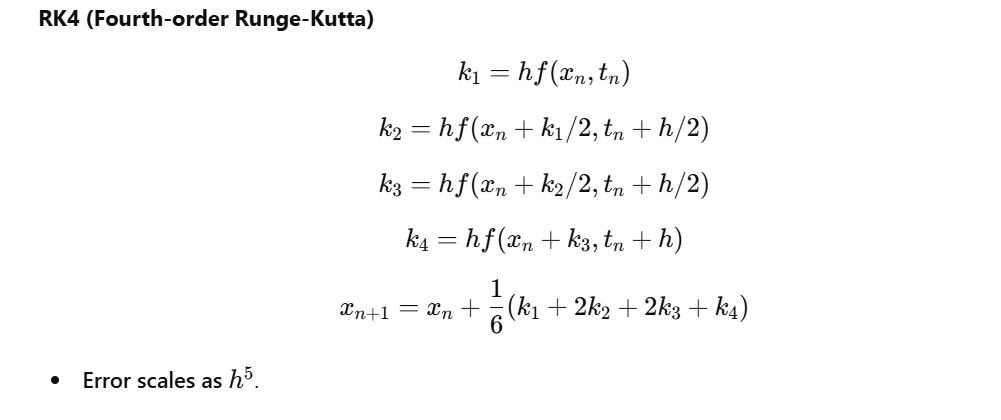 RK4 (Fourth-order Runge-Kutta)
k₁ = hf(xₙ, tₙ)
k₂ = hf(xₙ + k₁/2, tₙ + h/2)
k₃ = hf(xₙ + k₂/2, tₙ + h/2)
k₄ = hf(xₙ + k₃, tₙ + h)
xₙ₊₁ = xₙ + 1/6 (k₁ + 2k₂ + 2k₃ + k₄)
• Error scales as h⁵.